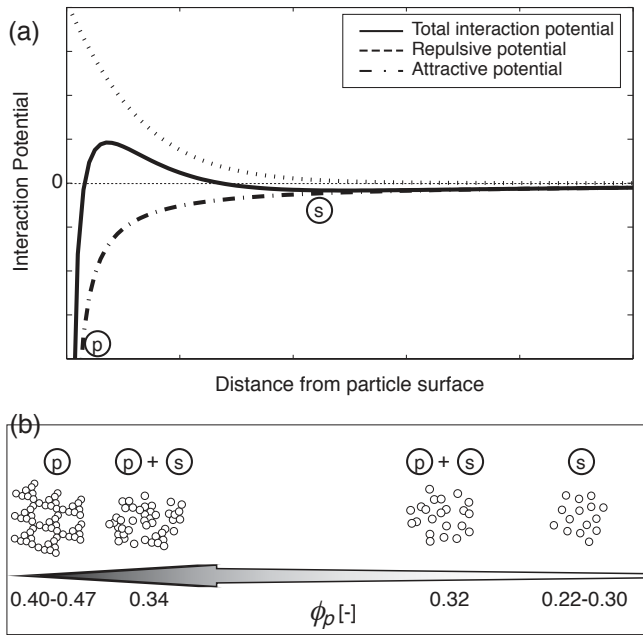 (a)
Total interaction potential
Repulsive potential
Attractive potential
Interaction Potential
0
s
p
Distance from particle surface
(b)
p p + s p + s s
0.40-0.47 0.34 0.32 0.22-0.30
ϕp [-]